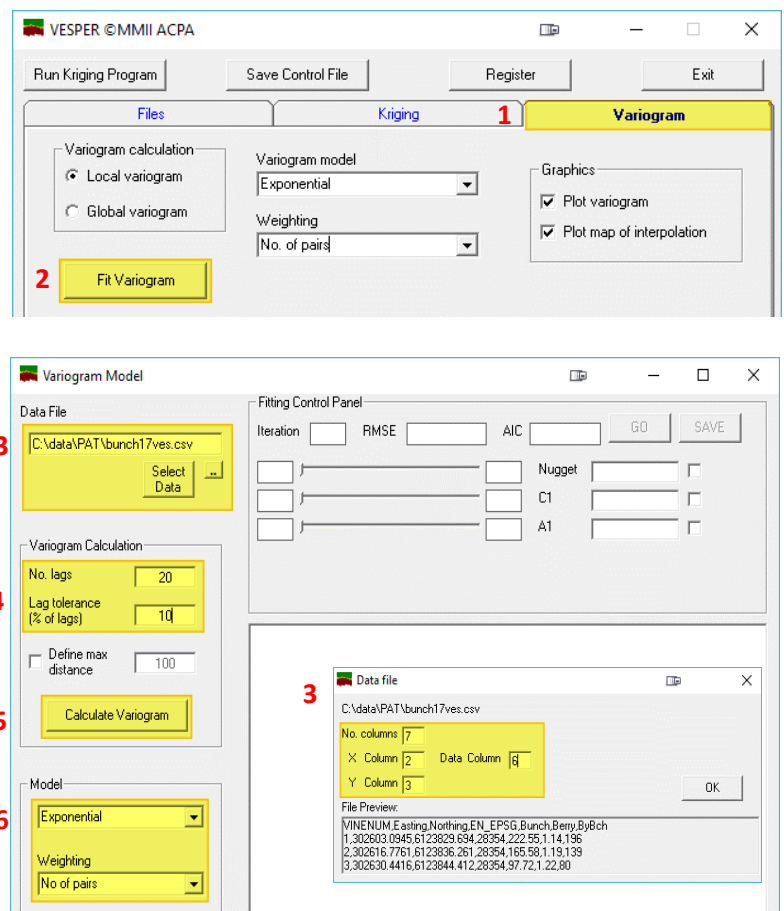 VESPER ©MMII ACPA
Run Kriging Program Save Control File Register Exit
Files Kriging 1 Variogram
Variogram calculation
Local variogram
Global variogram
Variogram model
Exponential
Weighting
No. of pairs
Graphics
Plot variogram
Plot map of interpolation
2 Fit Variogram
Variogram Model
Data File
3 C:\data\PAT\bunch17ves.csv
Select Data ..
Fitting Control Panel
Iteration RMSE AIC GO SAVE
Nugget
C1
A1
Variogram Calculation
No. lags 20
4
Lag tolerance
(% of lags) 10
Define max
distance 100
5 Calculate Variogram
Model
6 Exponential
Weighting
No of pairs
3
Data file
C:\data\PAT\bunch17ves.csv
No. columns 7
X Column 2 Data Column 6
Y Column 3
OK
File Preview:
VINENUM,Easting,Northing,EN_EPSG,Bunch,Berry,ByBch
1,302603.0945,6123829.694,28354,222.55,1.14,196
2,302616.7761,6123836.261,28354,165.58,1.19,139
3,302630.4416,6123844.412,28354,97.72,1.22,80